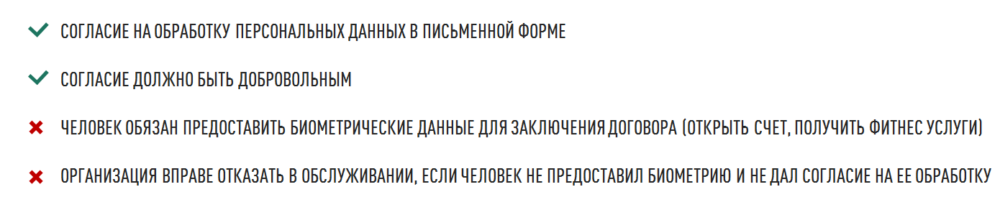 СОГЛАСИЕ НА ОБРАБОТКУ ПЕРСОНАЛЬНЫХ ДАННЫХ В ПИСЬМЕННОЙ ФОРМЕ
СОГЛАСИЕ ДОЛЖНО БЫТЬ ДОБРОВОЛЬНЫМ
ЧЕЛОВЕК ОБЯЗАН ПРЕДОСТАВИТЬ БИОМЕТРИЧЕСКИЕ ДАННЫЕ ДЛЯ ЗАКЛЮЧЕНИЯ ДОГОВОРА (ОТКРЫТЬ СЧЕТ, ПОЛУЧИТЬ ФИТНЕС УСЛУГИ)
ОРГАНИЗАЦИЯ ВПРАВЕ ОТКАЗАТЬ В ОБСЛУЖИВАНИИ, ЕСЛИ ЧЕЛОВЕК НЕ ПРЕДОСТАВИЛ БИОМЕТРИЮ И НЕ ДАЛ СОГЛАСИЕ НА ЕЕ ОБРАБОТКУ